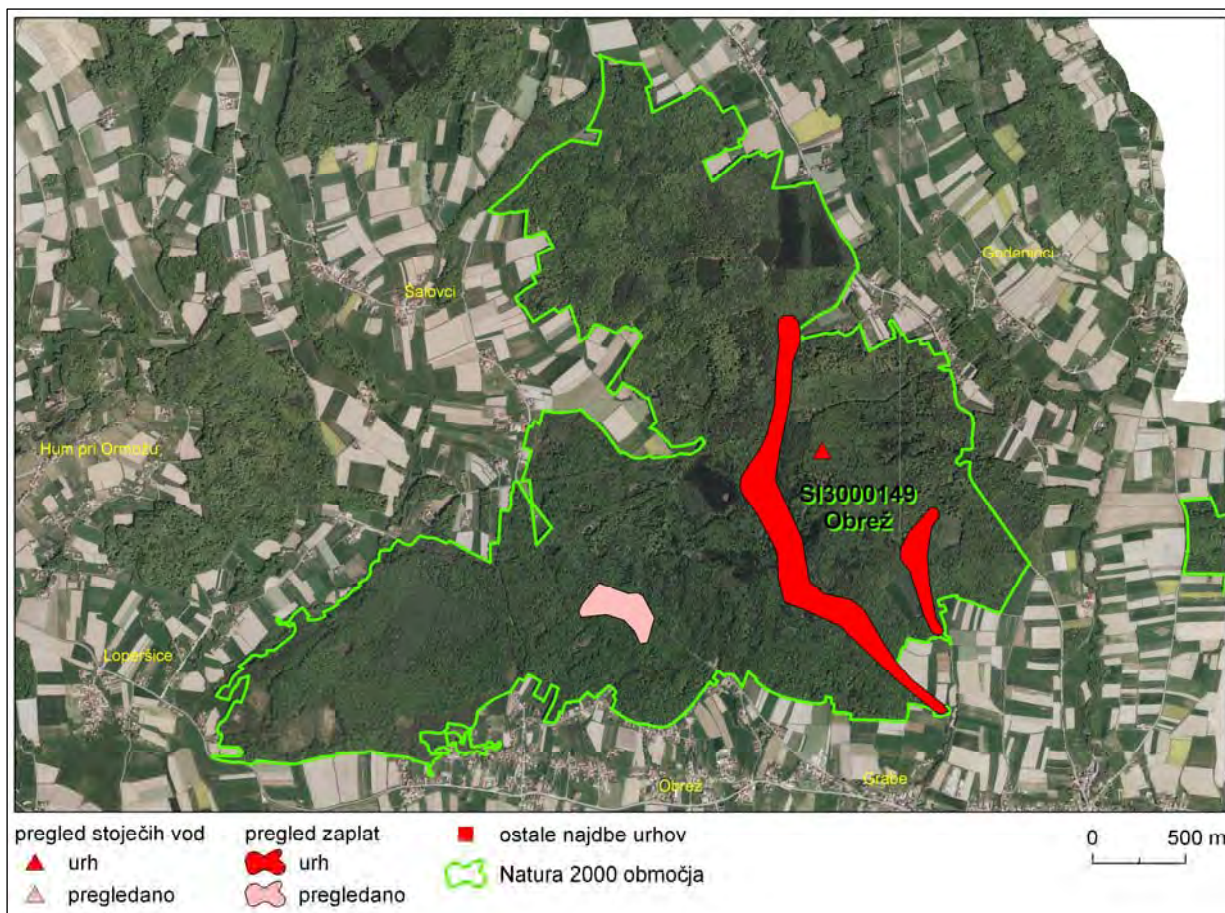 Šalovci
Godeninci
Hum pri Ormožu
SI3000149
Obrež
Loperšice
Obrež
Grabe
pregled stoječih vod
urh
pregledano
pregled zaplat
urh
pregledano
ostale najdbe urhov
Natura 2000 območja
0 500 m